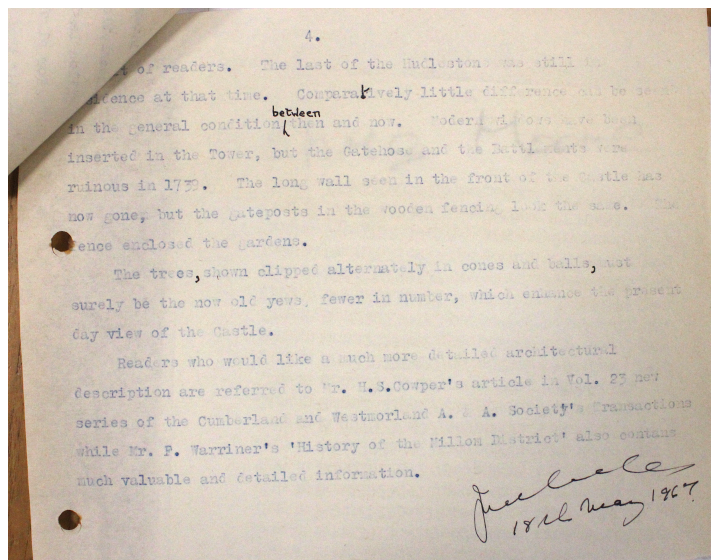 4.
of readers. The last of the Hudlestons was still in
sidence at that time. Comparatively little difference can be seen
in the general condition between then and now. Modern windows have been
inserted in the Tower, but the Gatehose and the Battlements were
ruinous in 1739. The long wall seen in the front of the Castle has
now gone, but the gateposts in the wooden fencing look the same. The
fence enclosed the gardens.
The trees, shown clipped alternately in cones and balls, must
surely be the now old yews, fewer in number, which enhance the present
day view of the Castle.
Readers who would like a much more detailed architectural
description are referred to Mr. H.S.Cowper's article in Vol. 23 new
series of the Cumberland and Westmorland A. & A. Society's Transactions
while Mr. F. Warriner's 'History of the Millom District' also contans
much valuable and detailed information.
18th May 1967